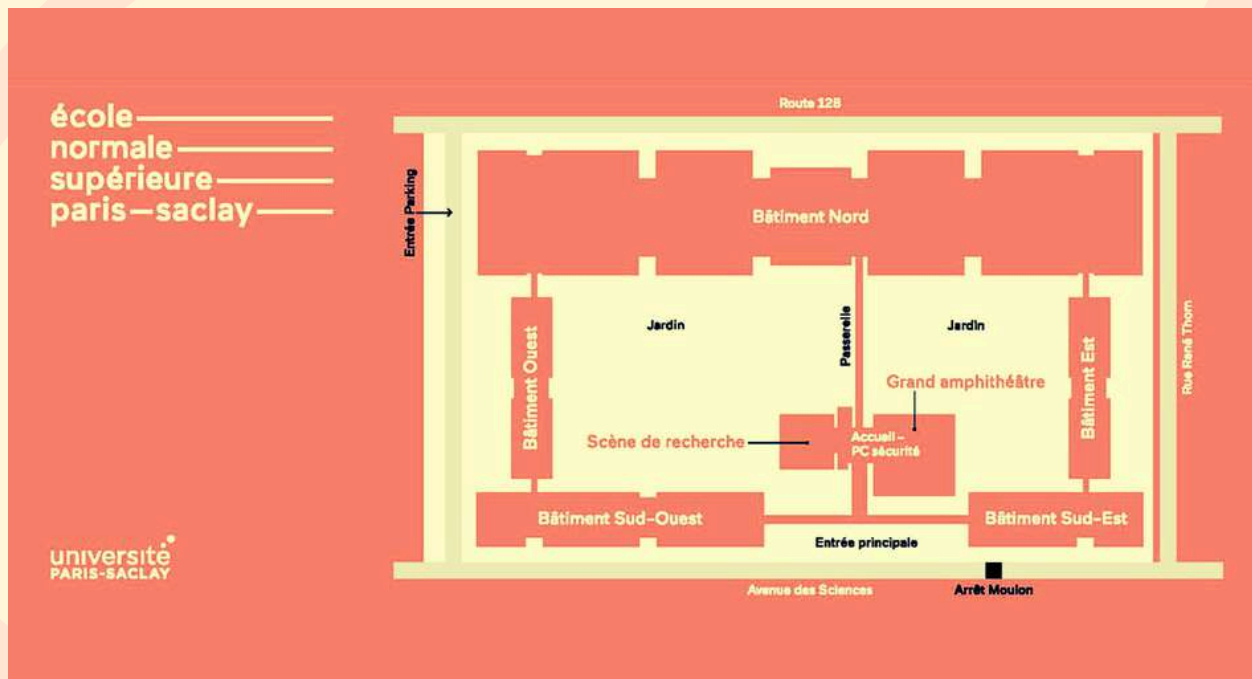 école
normale
supérieure
paris—saclay
université
PARIS-SACLAY
Route 128
Entrée Parking
Bâtiment Nord
Rue René Thom
Bâtiment Ouest
Jardin
Passerelle
Jardin
Bâtiment Est
Grand amphithéâtre
Scène de recherche
Accueil –
PC sécurité
Bâtiment Sud-Ouest
Bâtiment Sud-Est
Entrée principale
Avenue des Sciences
Arrêt Moulon